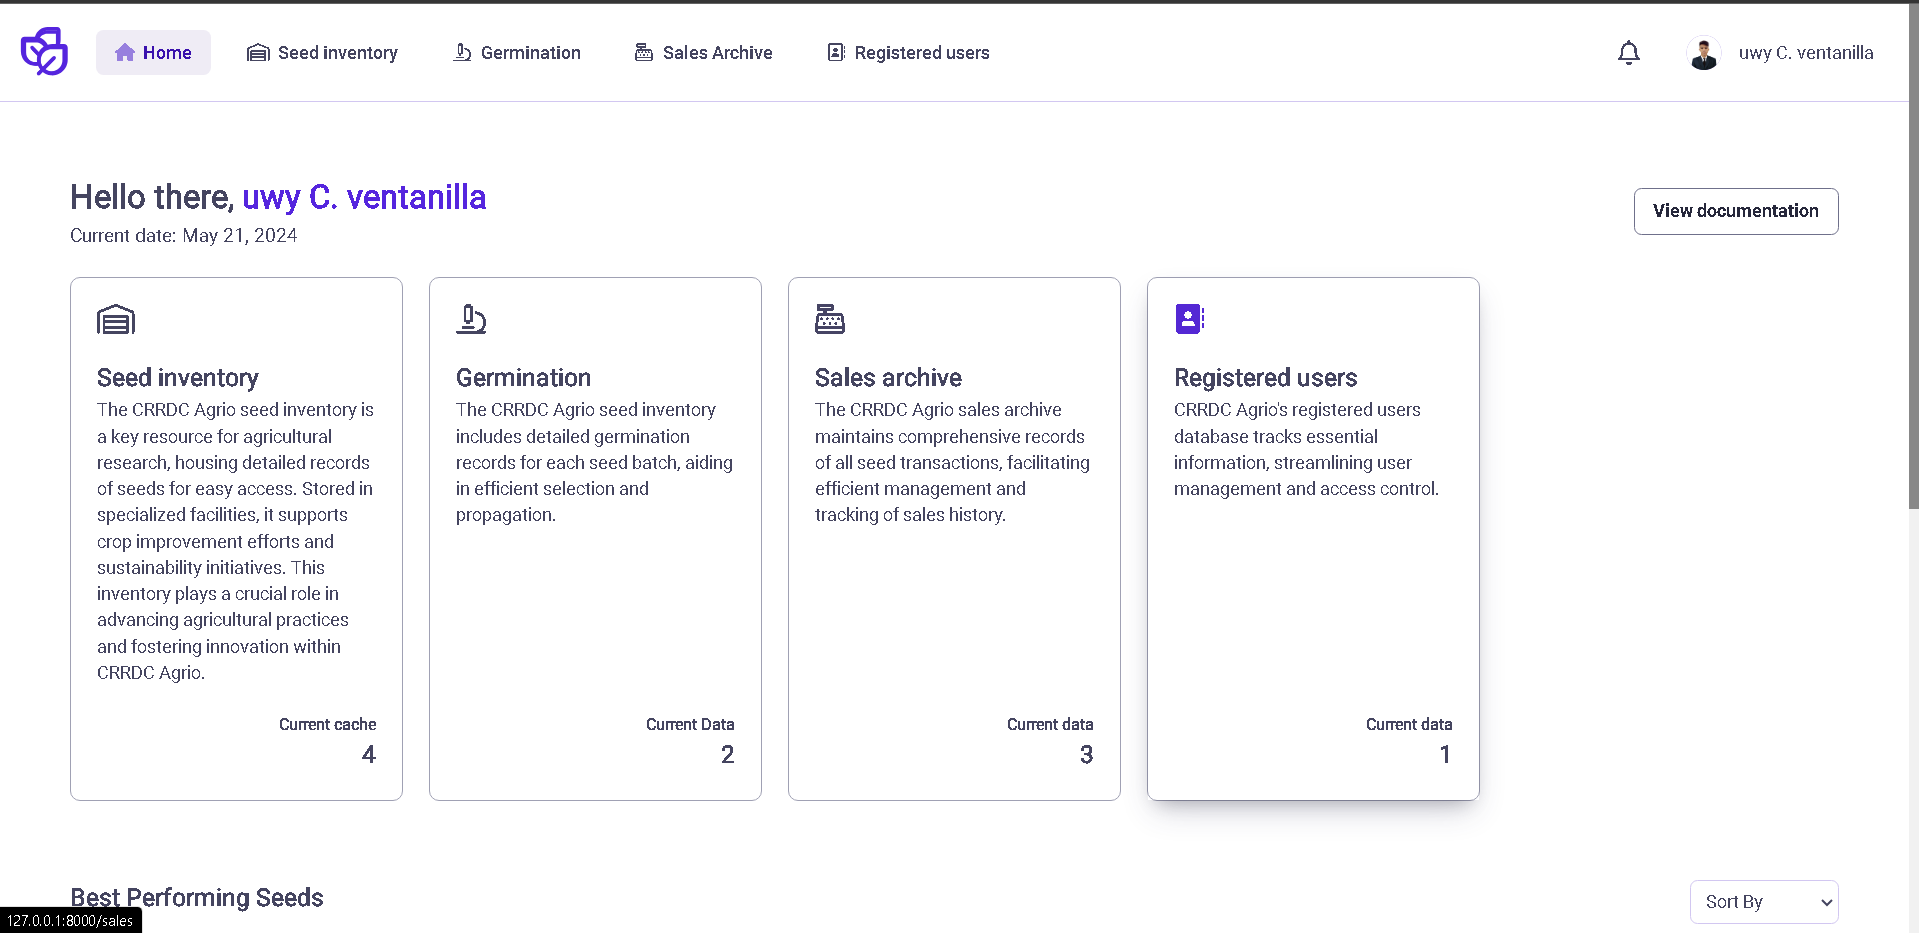 Home
Seed inventory
Germination
Sales Archive
Registered users
uwy C. ventanilla
Hello there, uwy C. ventanilla
Current date: May 21, 2024
View documentation
Seed inventory
The CRRDC Agrio seed inventory is
a key resource for agricultural
research, housing detailed records
of seeds for easy access. Stored in
specialized facilities, it supports
crop improvement efforts and
sustainability initiatives. This
inventory plays a crucial role in
advancing agricultural practices
and fostering innovation within
CRRDC Agrio.
Current cache
4
Germination
The CRRDC Agrio seed inventory
includes detailed germination
records for each seed batch, aiding
in efficient selection and
propagation.
Current Data
2
Sales archive
The CRRDC Agrio sales archive
maintains comprehensive records
of all seed transactions, facilitating
efficient management and
tracking of sales history.
Current data
3
Registered users
CRRDC Agrio's registered users
database tracks essential
information, streamlining user
management and access control.
Current data
1
Best Performing Seeds
Sort By
127.0.0.1:8000/sales